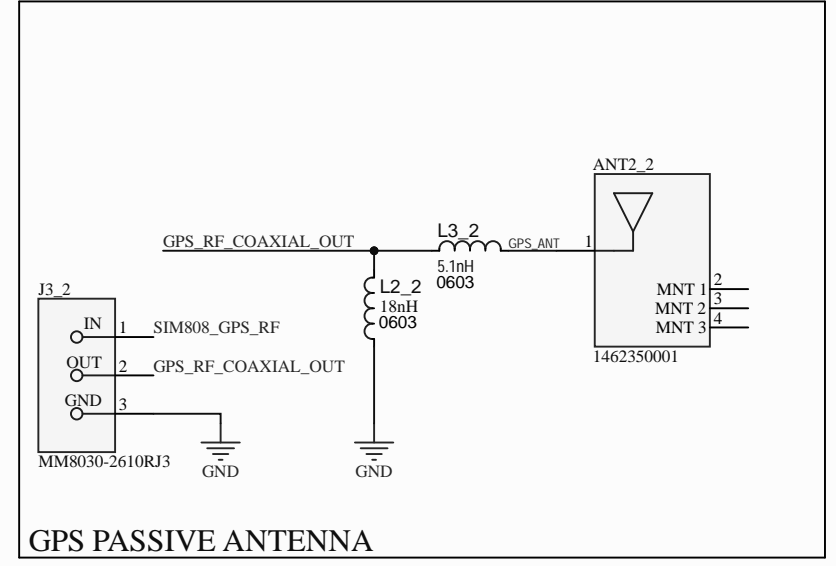 ANT2_2
L3_2
GPS_RF_COAXIAL_OUT
GPS_ANT
1
5.1nH
0603
L2_2
18nH
0603
MNT 1 2
MNT 2 3
MNT 3 4
1462350001
J3_2
IN 1 SIM808_GPS_RF
OUT 2 GPS_RF_COAXIAL_OUT
GND 3
MM8030-2610RJ3
GND
GND
GPS PASSIVE ANTENNA